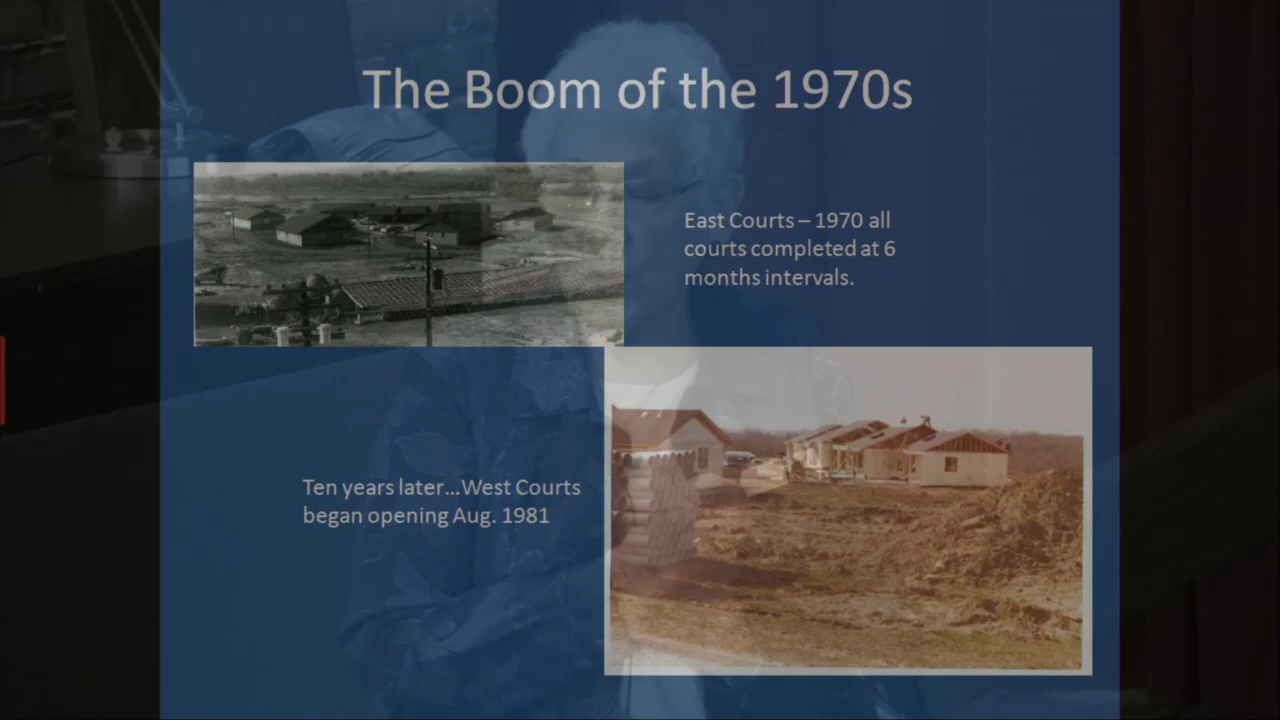 The Boom of the 1970s
East Courts – 1970 all
courts completed at 6
months intervals.
Ten years later...West Courts
began opening Aug. 1981